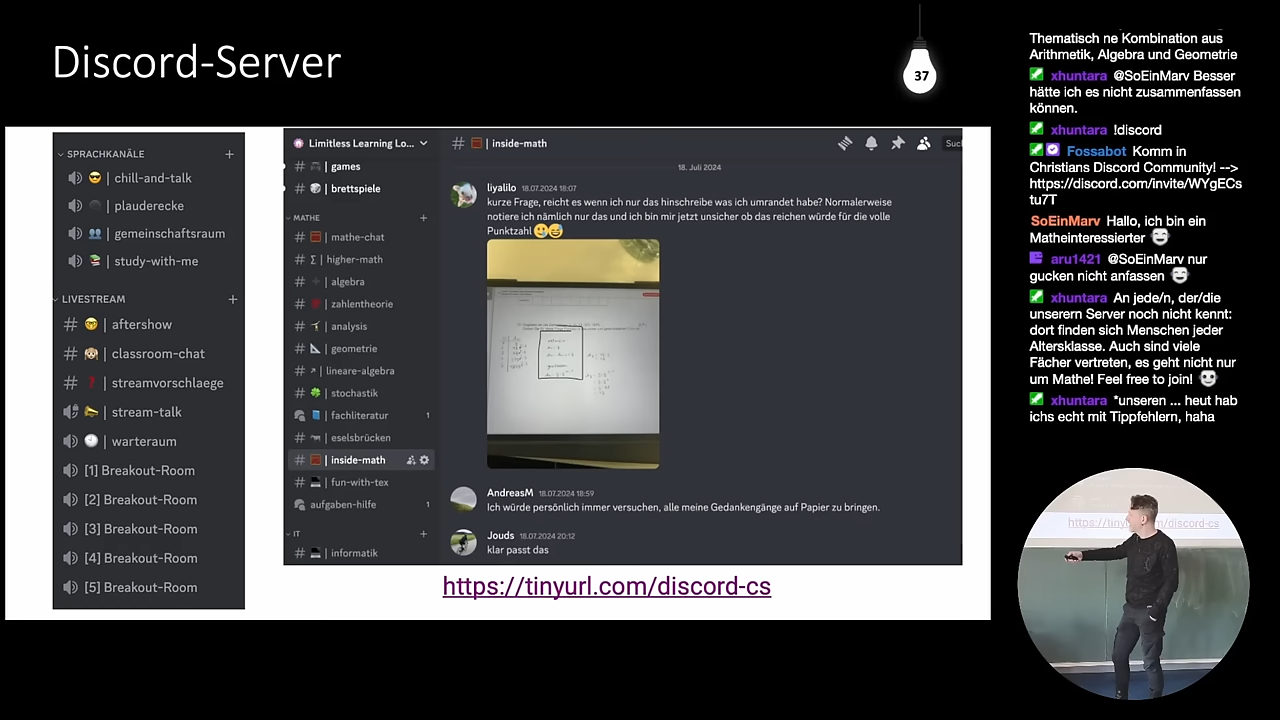 Discord-Server
37
SPRACHKANÄLE
chill-and-talk
plauderecke
gemeinschaftsraum
study-with-me
LIVESTREAM
aftershow
classroom-chat
streamvorschlaege
stream-talk
warteraum
[1] Breakout-Room
[2] Breakout-Room
[3] Breakout-Room
[4] Breakout-Room
[5] Breakout-Room
Limitless Learning Lo...
# | games
# | brettspiele
MATHE
# | mathe-chat
# Σ | higher-math
# | algebra
# | zahlentheorie
# | analysis
# | geometrie
# | lineare-algebra
# | stochastik
| fachliteratur 1
# | eselsbrücken
# | inside-math
# | fun-with-tex
aufgaben-hilfe 1
IT
# | informatik
# | inside-math
Suc
18. Juli 2024
liyalilo 18.07.2024 18:07
kurze Frage, reicht es wenn ich nur das hinschreibe was ich umrandet habe? Normalerweise
notiere ich nämlich nur das und ich bin mir jetzt unsicher ob das reichen würde für die volle
Punktzahl
AndreasM 18.07.2024 18:59
Ich würde persönlich immer versuchen, alle meine Gedankengänge auf Papier zu bringen.
Jouds 18.07.2024 20:12
klar passt das
https://tinyurl.com/discord-cs
Thematisch ne Kombination aus
Arithmetik, Algebra und Geometrie
xhuntara @SoEinMarv Besser
hätte ich es nicht zusammenfassen
können.
xhuntara !discord
Fossabot Komm in
Christians Discord Community! -->
https://discord.com/invite/WYgECs
tu7T
SoEinMarv Hallo, ich bin ein
Matheinteressierter
aru1421 @SoEinMarv nur
gucken nicht anfassen
xhuntara An jede/n, der/die
unserern Server noch nicht kennt:
dort finden sich Menschen jeder
Altersklasse. Auch sind viele
Fächer vertreten, es geht nicht nur
um Mathe! Feel free to join!
xhuntara *unseren ... heut hab
ichs echt mit Tippfehlern, haha